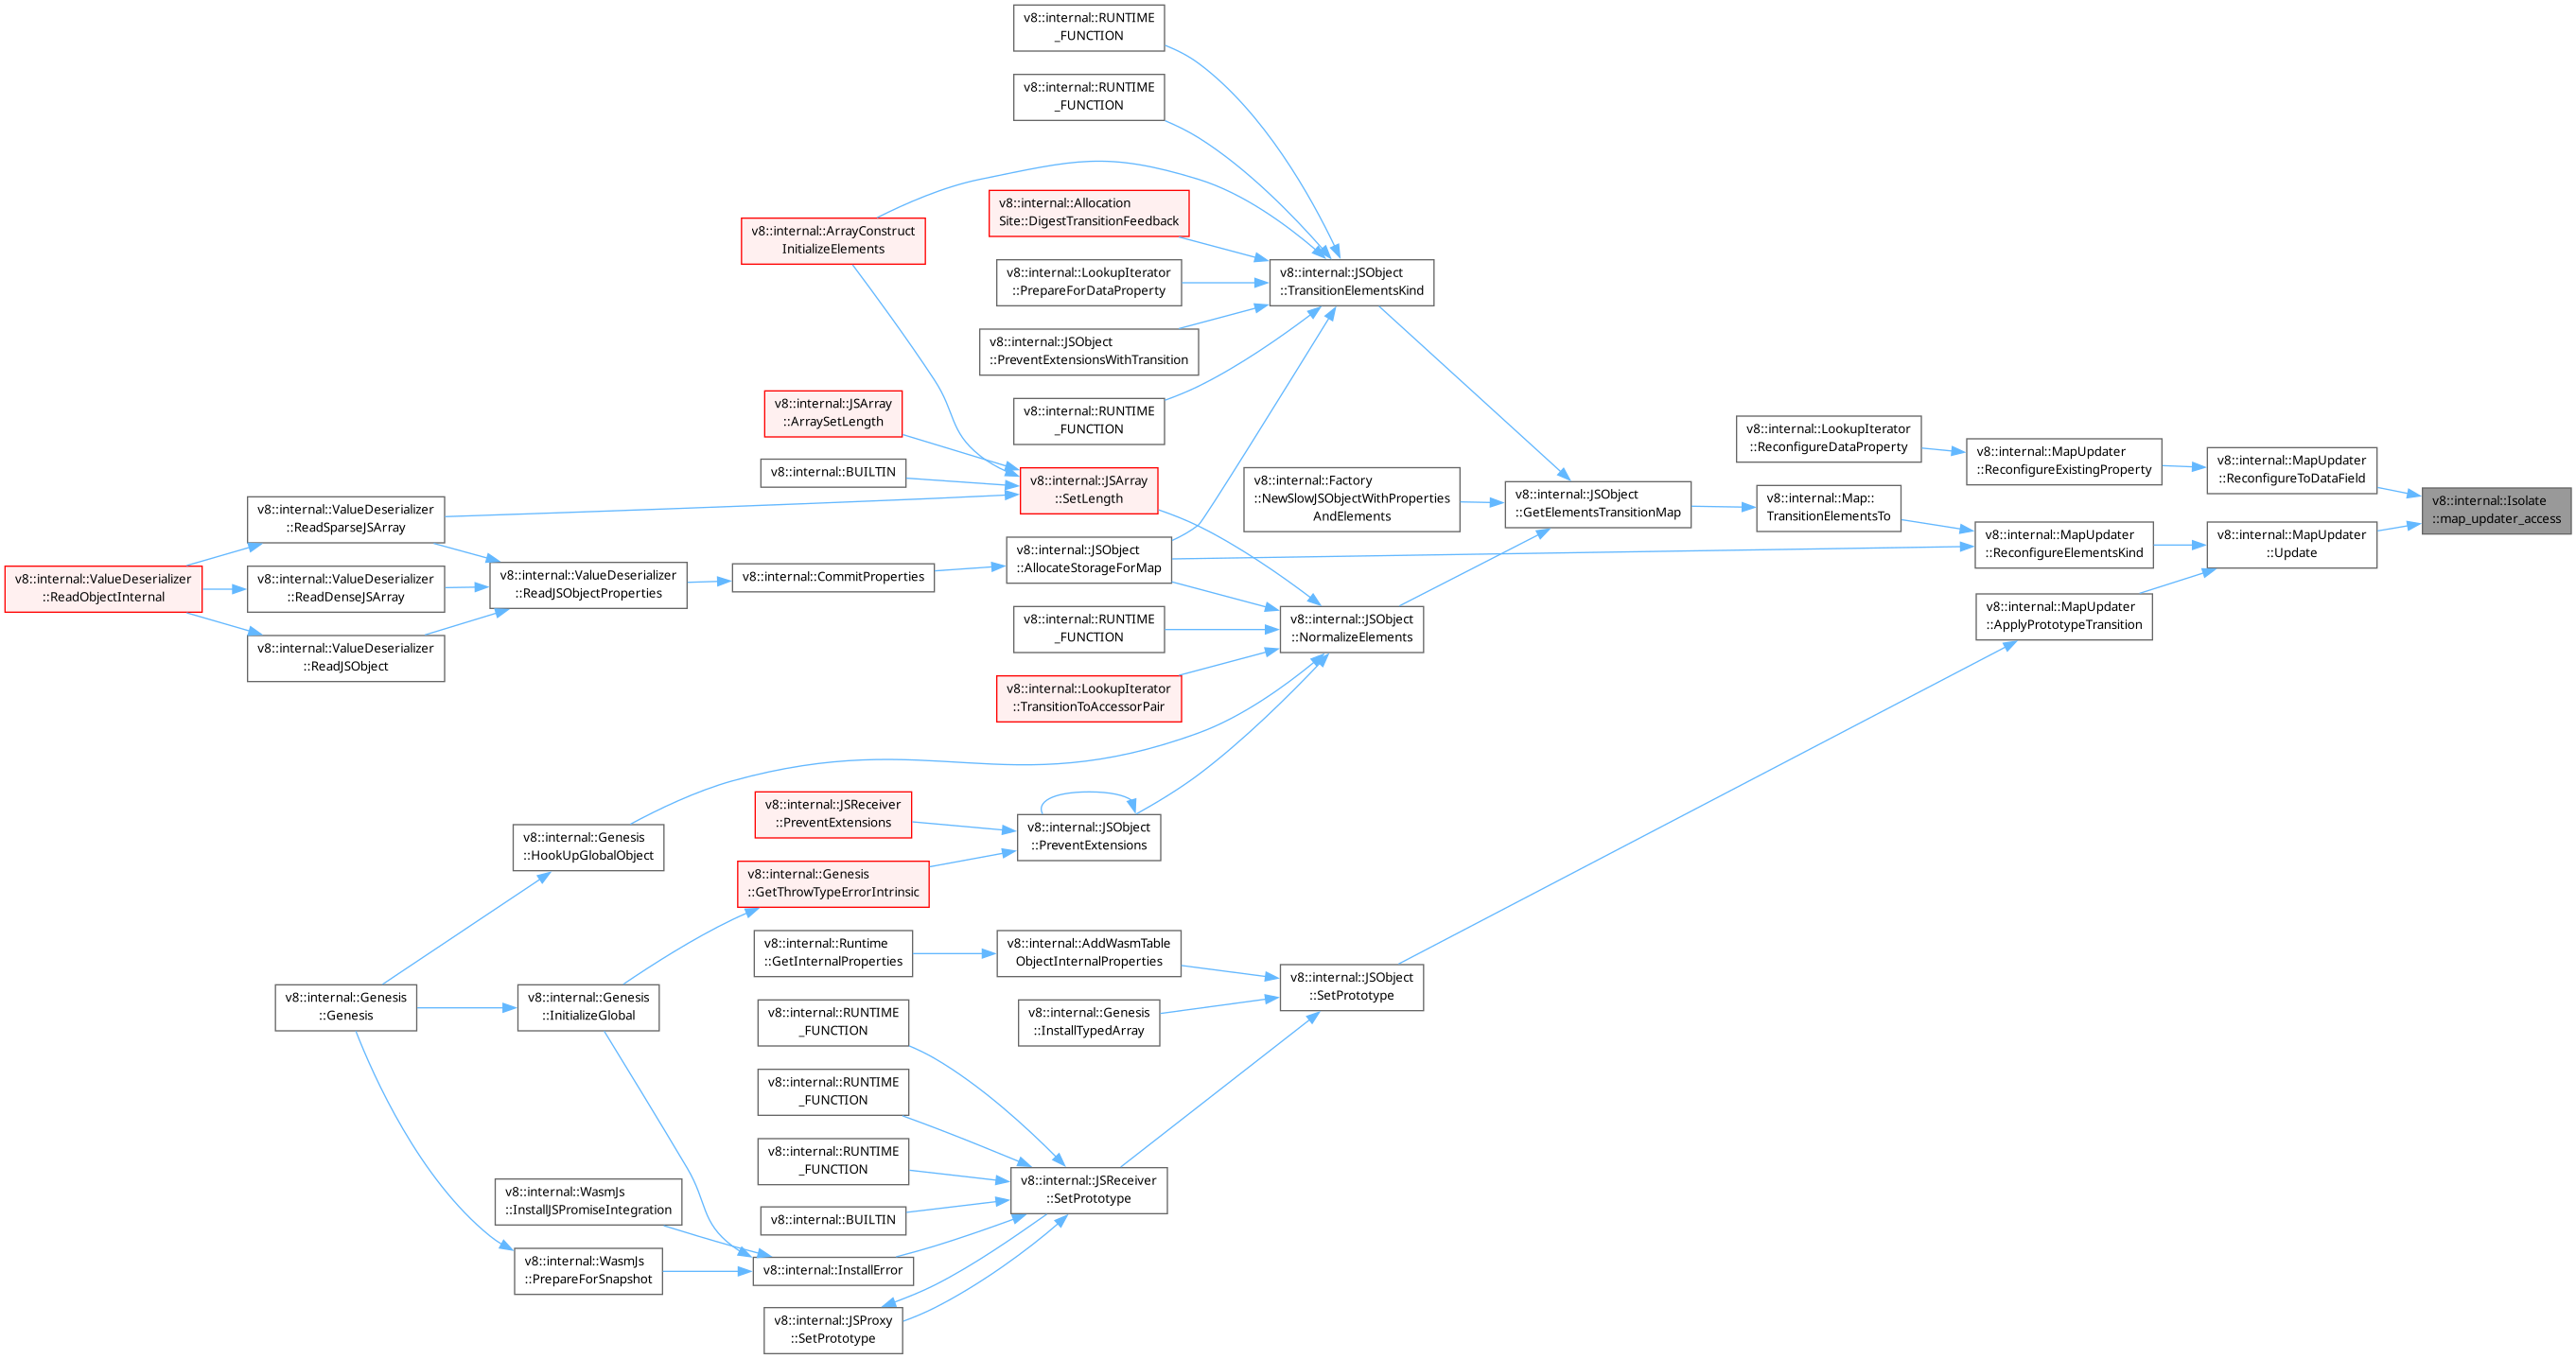 v8::internal::RUNTIME
_FUNCTION
v8::internal::RUNTIME
_FUNCTION
v8::internal::Allocation
Site::DigestTransitionFeedback
v8::internal::ArrayConstruct
InitializeElements
v8::internal::LookupIterator
::PrepareForDataProperty
v8::internal::JSObject
::TransitionElementsKind
v8::internal::JSObject
::PreventExtensionsWithTransition
v8::internal::JSArray
::ArraySetLength
v8::internal::RUNTIME
_FUNCTION
v8::internal::LookupIterator
::ReconfigureDataProperty
v8::internal::MapUpdater
::ReconfigureExistingProperty
v8::internal::MapUpdater
::ReconfigureToDataField
v8::internal::BUILTIN
v8::internal::JSArray
::SetLength
v8::internal::Factory
::NewSlowJSObjectWithProperties
AndElements
v8::internal::JSObject
::GetElementsTransitionMap
v8::internal::Map::
TransitionElementsTo
v8::internal::Isolate
::map_updater_access
v8::internal::ValueDeserializer
::ReadSparseJSArray
v8::internal::MapUpdater
::ReconfigureElementsKind
v8::internal::MapUpdater
::Update
v8::internal::ValueDeserializer
::ReadObjectInternal
v8::internal::ValueDeserializer
::ReadDenseJSArray
v8::internal::ValueDeserializer
::ReadJSObjectProperties
v8::internal::CommitProperties
v8::internal::JSObject
::AllocateStorageForMap
v8::internal::MapUpdater
::ApplyPrototypeTransition
v8::internal::ValueDeserializer
::ReadJSObject
v8::internal::RUNTIME
_FUNCTION
v8::internal::JSObject
::NormalizeElements
v8::internal::LookupIterator
::TransitionToAccessorPair
v8::internal::JSReceiver
::PreventExtensions
v8::internal::JSObject
::PreventExtensions
v8::internal::Genesis
::HookUpGlobalObject
v8::internal::Genesis
::GetThrowTypeErrorIntrinsic
v8::internal::Runtime
::GetInternalProperties
v8::internal::AddWasmTable
ObjectInternalProperties
v8::internal::JSObject
::SetPrototype
v8::internal::Genesis
::Genesis
v8::internal::Genesis
::InitializeGlobal
v8::internal::RUNTIME
_FUNCTION
v8::internal::Genesis
::InstallTypedArray
v8::internal::RUNTIME
_FUNCTION
v8::internal::RUNTIME
_FUNCTION
v8::internal::JSReceiver
::SetPrototype
v8::internal::WasmJs
::InstallJSPromiseIntegration
v8::internal::BUILTIN
v8::internal::WasmJs
::PrepareForSnapshot
v8::internal::InstallError
v8::internal::JSProxy
::SetPrototype